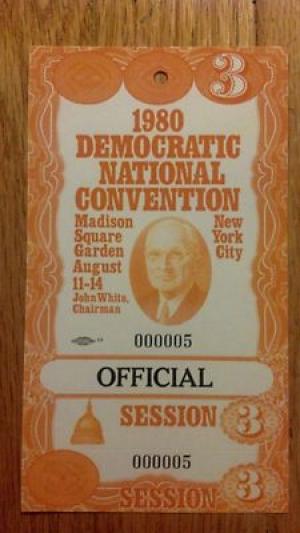 3
1980
DEMOCRATIC
NATIONAL
CONVENTION
Madison
Square
Garden
August
11-14
John White,
Chairman
New
York
City
000005
OFFICIAL
SESSION 3
000005
SESSION 3